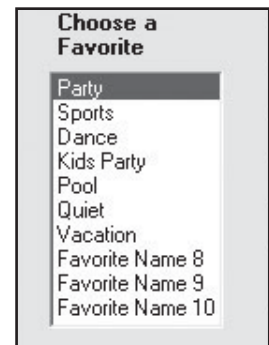 Choose a
Favorite
Party
Sports
Dance
Kids Party
Pool
Quiet
Vacation
Favorite Name 8
Favorite Name 9
Favorite Name 10